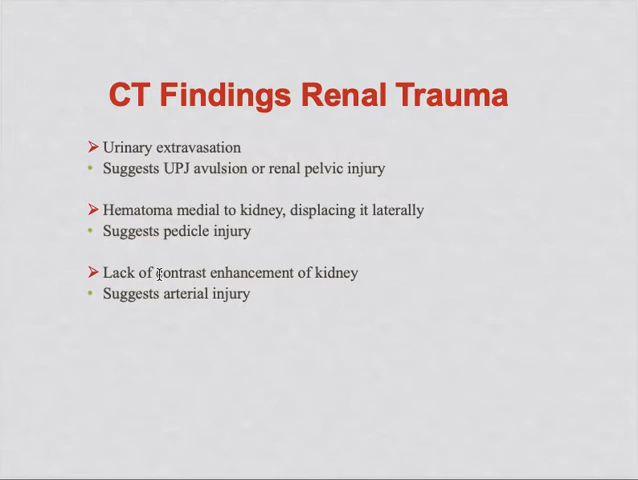 CT Findings Renal Trauma
➢ Urinary extravasation
• Suggests UPJ avulsion or renal pelvic injury
➢ Hematoma medial to kidney, displacing it laterally
• Suggests pedicle injury
➢ Lack of contrast enhancement of kidney
• Suggests arterial injury